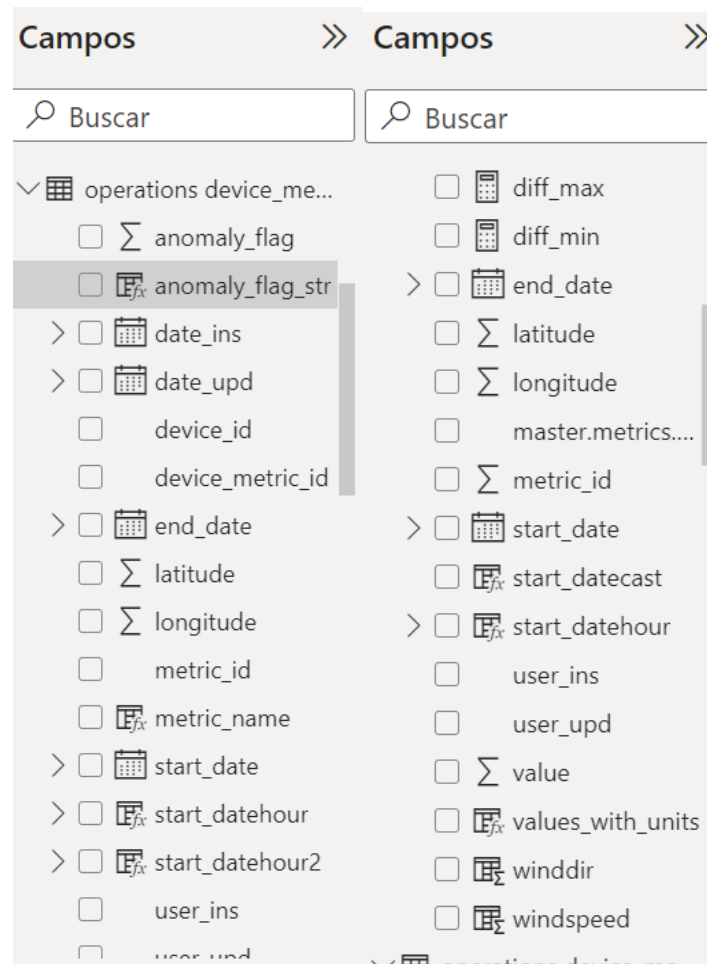 Campos
Buscar
operations device_me...
anomaly_flag
anomaly_flag_str
date_ins
date_upd
device_id
device_metric_id
end_date
latitude
longitude
metric_id
metric_name
start_date
start_datehour
start_datehour2
user_ins
user_upd
Campos
Buscar
diff_max
diff_min
end_date
latitude
longitude
master.metrics....
metric_id
start_date
start_datecast
start_datehour
user_ins
user_upd
value
values_with_units
winddir
windspeed